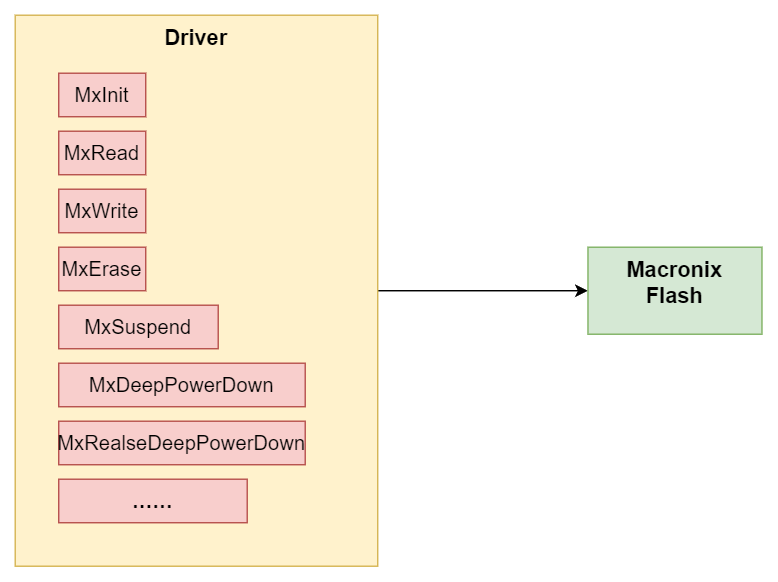 Driver
MxInit
MxRead
MxWrite
MxErase
MxSuspend
MxDeepPowerDown
MxRealseDeepPowerDown
......
Macronix
Flash